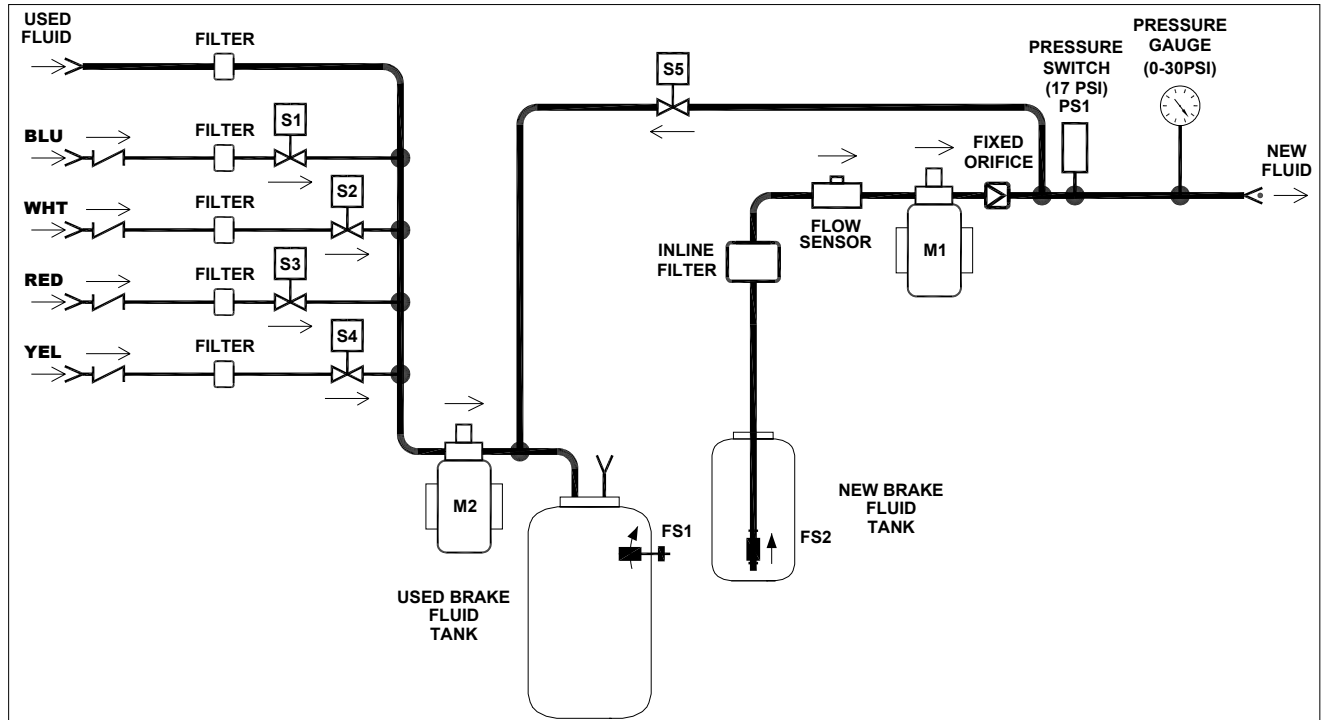 USED
FLUID
FILTER
BLU
FILTER
S1
WHT
FILTER
S2
RED
FILTER
S3
YEL
FILTER
S4
S5
PRESSURE
SWITCH
(17 PSI)
PS1
PRESSURE
GAUGE
(0-30PSI)
FIXED
ORIFICE
NEW
FLUID
FLOW
SENSOR
M1
INLINE
FILTER
M2
FS1
USED BRAKE
FLUID
TANK
FS2
NEW BRAKE
FLUID
TANK